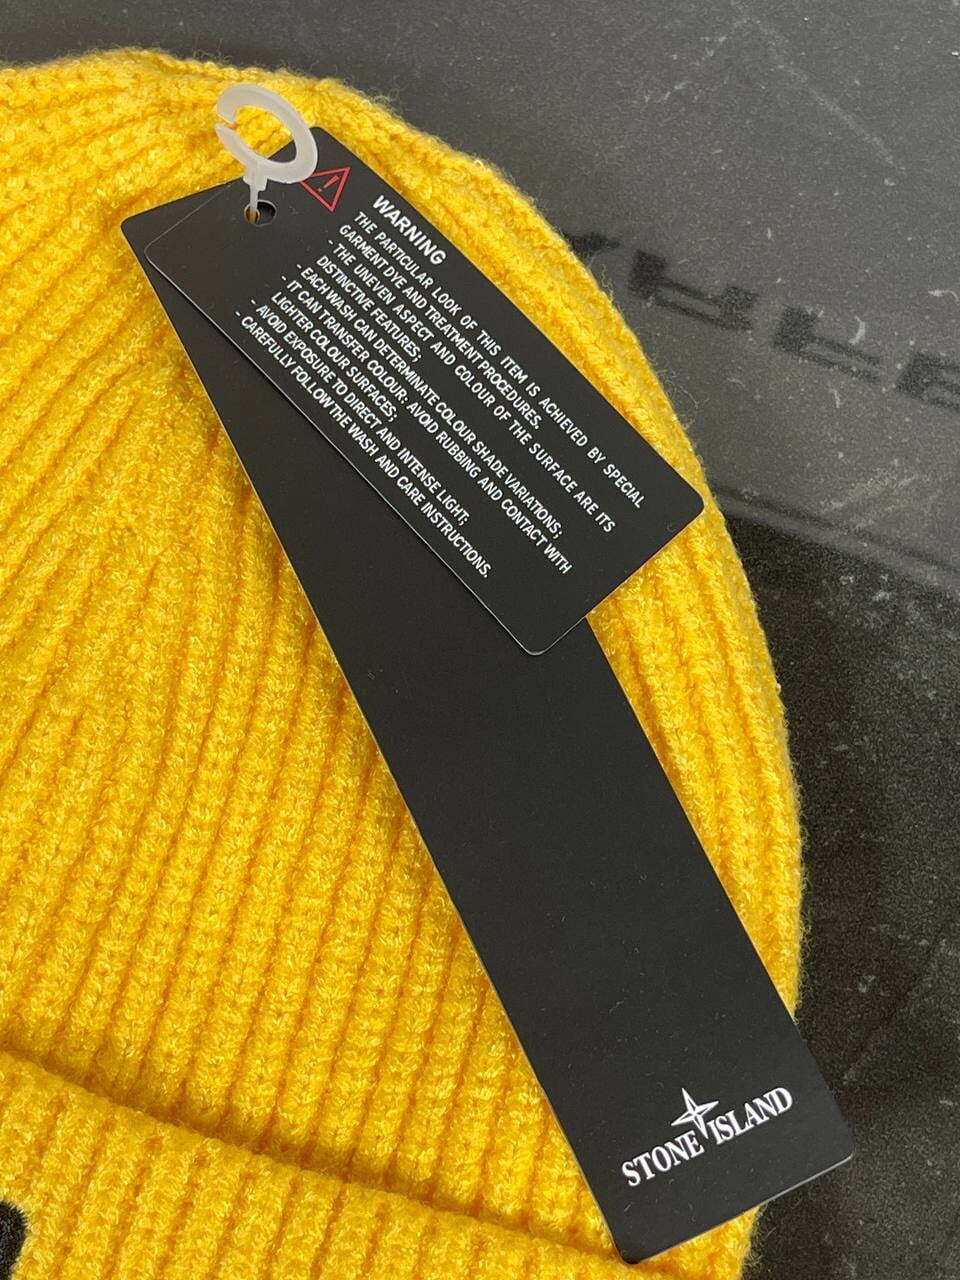 WARNING
THE PARTICULAR LOOK OF THIS ITEM IS ACHIEVED BY SPECIAL
GARMENT DYE AND TREATMENT PROCEDURES.
- THE UNEVEN ASPECT AND COLOUR OF THE SURFACE ARE ITS
DISTINCTIVE FEATURES;
- EACH WASH CAN DETERMINATE COLOUR SHADE VARIATIONS;
- IT CAN TRANSFER COLOUR: AVOID RUBBING AND CONTACT WITH
LIGHTER COLOUR SURFACES;
- AVOID EXPOSURE TO DIRECT AND INTENSE LIGHT;
- CAREFULLY FOLLOW THE WASH AND CARE INSTRUCTIONS.
STONE ISLAND